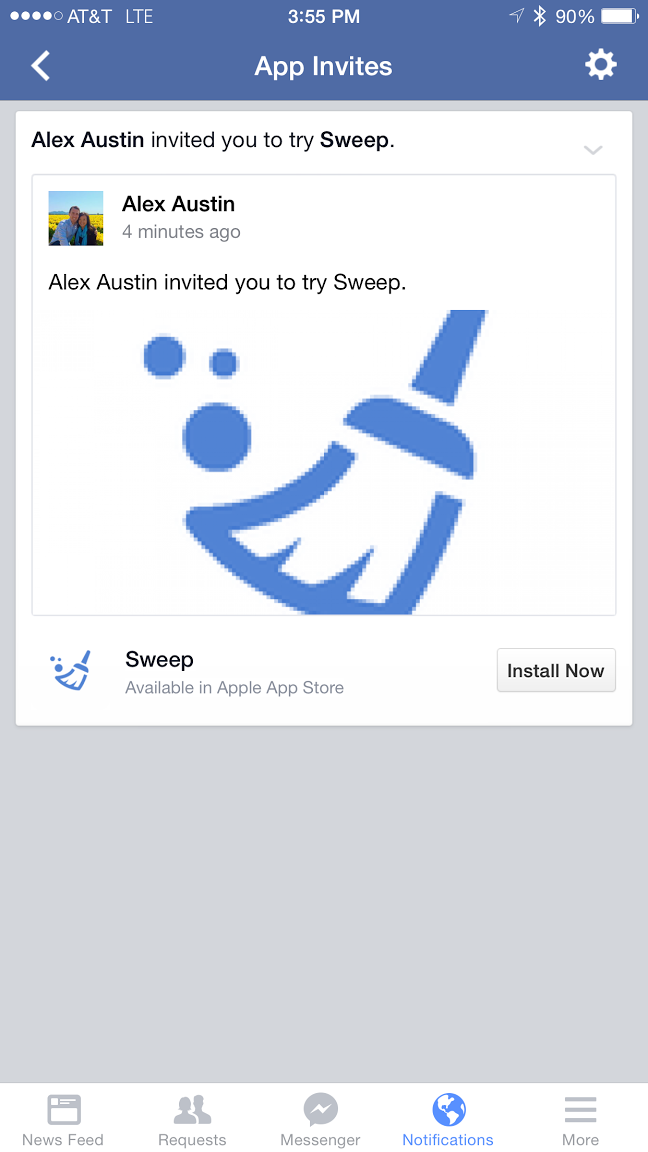 AT&T LTE 3:55 PM 90%
App Invites
Alex Austin invited you to try Sweep.
Alex Austin
4 minutes ago
Alex Austin invited you to try Sweep.
Sweep
Available in Apple App Store
Install Now
News Feed Requests Messenger Notifications More